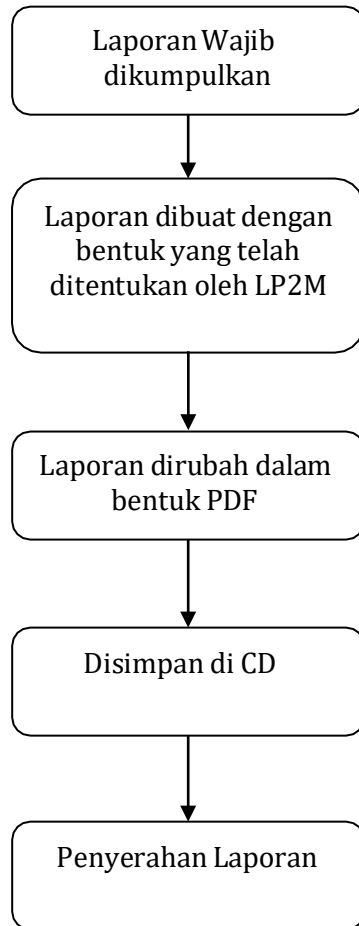 Laporan Wajib
dikumpulkan
Laporan dibuat dengan
bentuk yang telah
ditentukan oleh LP2M
Laporan dirubah dalam
bentuk PDF
Disimpan di CD
Penyerahan Laporan